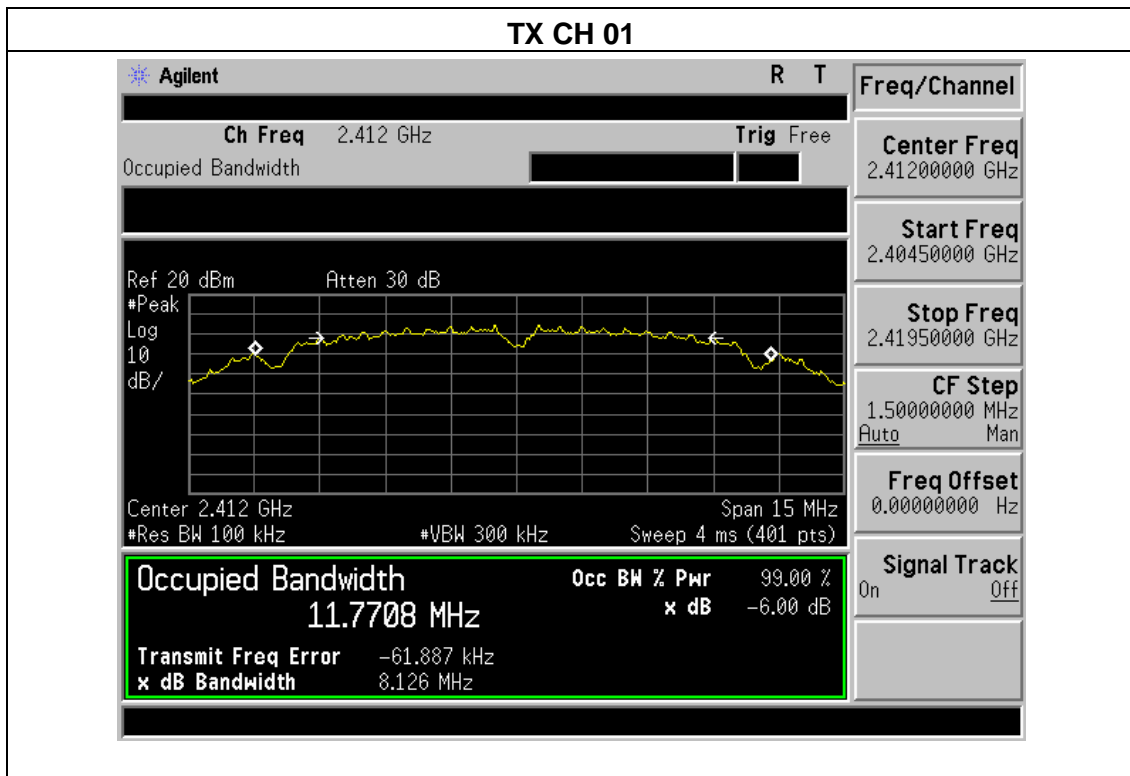 TX CH 01
Agilent R T
Ch Freq 2.412 GHz Trig Free
Occupied Bandwidth
Ref 20 dBm Atten 30 dB
#Peak
Log
10
dB/
Center 2.412 GHz Span 15 MHz
#Res BW 100 kHz #VBW 300 kHz Sweep 4 ms (401 pts)
Occupied Bandwidth Occ BW % Pwr 99.00 %
11.7708 MHz x dB -6.00 dB
Transmit Freq Error -61.887 kHz
x dB Bandwidth 8.126 MHz
Freq/Channel
Center Freq
2.41200000 GHz
Start Freq
2.40450000 GHz
Stop Freq
2.41950000 GHz
CF Step
1.50000000 MHz
Auto Man
Freq Offset
0.00000000 Hz
Signal Track
On Off